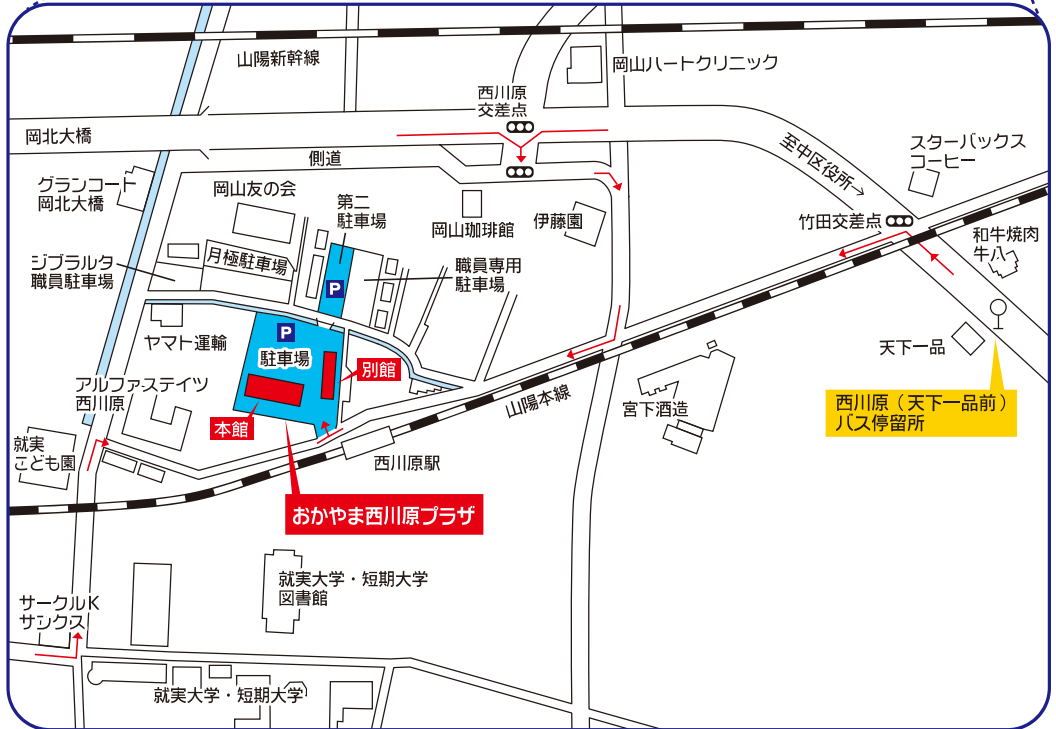 山陽新幹線
岡山ハートクリニック
西川原
交差点
岡北大橋
側道
至中区役所→
スターバックス
コーヒー
グランコート
岡北大橋
岡山友の会
第二
駐車場
岡山珈琲館
伊藤園
竹田交差点
和牛焼肉
牛八
ジブラルタ
職員駐車場
月極駐車場
職員専用
駐車場
P
P
駐車場
ヤマト運輸
別館
天下一品
アルファステイツ
西川原
本館
山陽本線
宮下酒造
西川原（天下一品前）
バス停留所
就実
こども園
西川原駅
おかやま西川原プラザ
就実大学・短期大学
図書館
サークルK
サンクス
就実大学・短期大学